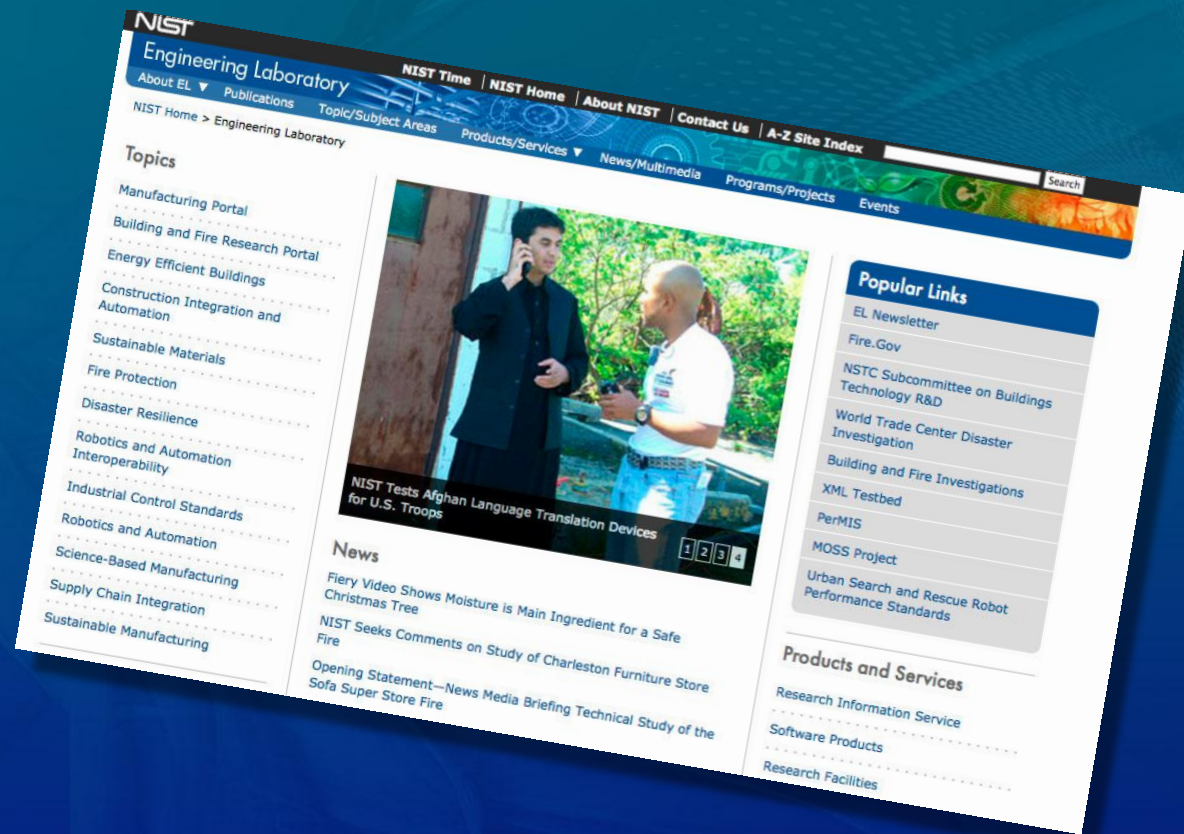 NIST
NIST Time | NIST Home | About NIST | Contact Us | A-Z Site Index
Search
Engineering Laboratory
About EL ▼ Publications Topic/Subject Areas Products/Services ▼ News/Multimedia Programs/Projects Events
NIST Home > Engineering Laboratory
Topics
Manufacturing Portal
Building and Fire Research Portal
Energy Efficient Buildings
Construction Integration and
Automation
Sustainable Materials
Fire Protection
Disaster Resilience
Robotics and Automation
Interoperability
Industrial Control Standards
Robotics and Automation
Science-Based Manufacturing
Supply Chain Integration
Sustainable Manufacturing
NIST Tests Afghan Language Translation Devices
for U.S. Troops
1 2 3 4
News
Fiery Video Shows Moisture is Main Ingredient for a Safe
Christmas Tree
NIST Seeks Comments on Study of Charleston Furniture Store
Fire
Opening Statement—News Media Briefing Technical Study of the
Sofa Super Store Fire
Popular Links
EL Newsletter
Fire.Gov
NSTC Subcommittee on Buildings
Technology R&D
World Trade Center Disaster
Investigation
Building and Fire Investigations
XML Testbed
PerMIS
MOSS Project
Urban Search and Rescue Robot
Performance Standards
Products and Services
Research Information Service
Software Products
Research Facilities